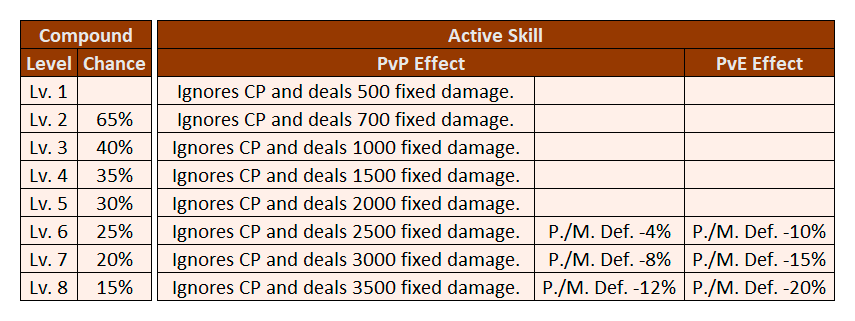 Compound Active Skill
Level Chance PvP Effect PvE Effect
Lv. 1 Ignores CP and deals 500 fixed damage.
Lv. 2 65% Ignores CP and deals 700 fixed damage.
Lv. 3 40% Ignores CP and deals 1000 fixed damage.
Lv. 4 35% Ignores CP and deals 1500 fixed damage.
Lv. 5 30% Ignores CP and deals 2000 fixed damage.
Lv. 6 25% Ignores CP and deals 2500 fixed damage. P./M. Def. -4% P./M. Def. -10%
Lv. 7 20% Ignores CP and deals 3000 fixed damage. P./M. Def. -8% P./M. Def. -15%
Lv. 8 15% Ignores CP and deals 3500 fixed damage. P./M. Def. -12% P./M. Def. -20%